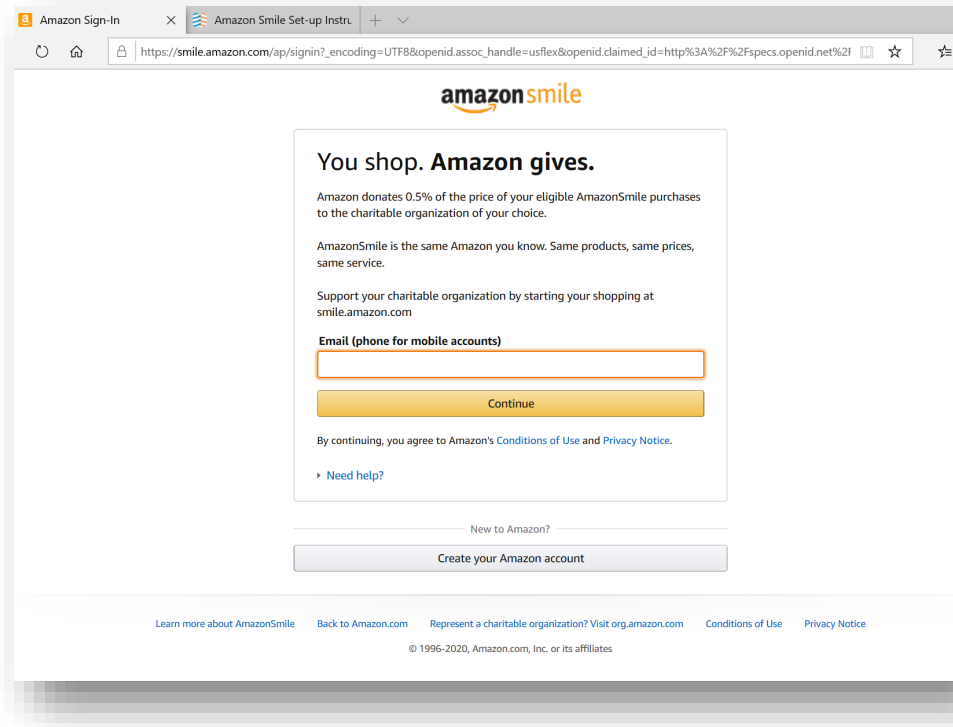 Amazon Sign-In
Amazon Smile Set-up Instru
https://smile.amazon.com/ap/signin?_encoding=UTF8&openid.assoc_handle=usflex&openid.claimed_id=http%3A%2F%2Fspecs.openid.net%2F
amazonsmile
You shop. Amazon gives.
Amazon donates 0.5% of the price of your eligible AmazonSmile purchases
to the charitable organization of your choice.
AmazonSmile is the same Amazon you know. Same products, same prices,
same service.
Support your charitable organization by starting your shopping at
smile.amazon.com
Email (phone for mobile accounts)
Continue
By continuing, you agree to Amazon's Conditions of Use and Privacy Notice.
Need help?
New to Amazon?
Create your Amazon account
Learn more about AmazonSmile Back to Amazon.com Represent a charitable organization? Visit org.amazon.com Conditions of Use Privacy Notice
© 1996-2020, Amazon.com, Inc. or its affiliates